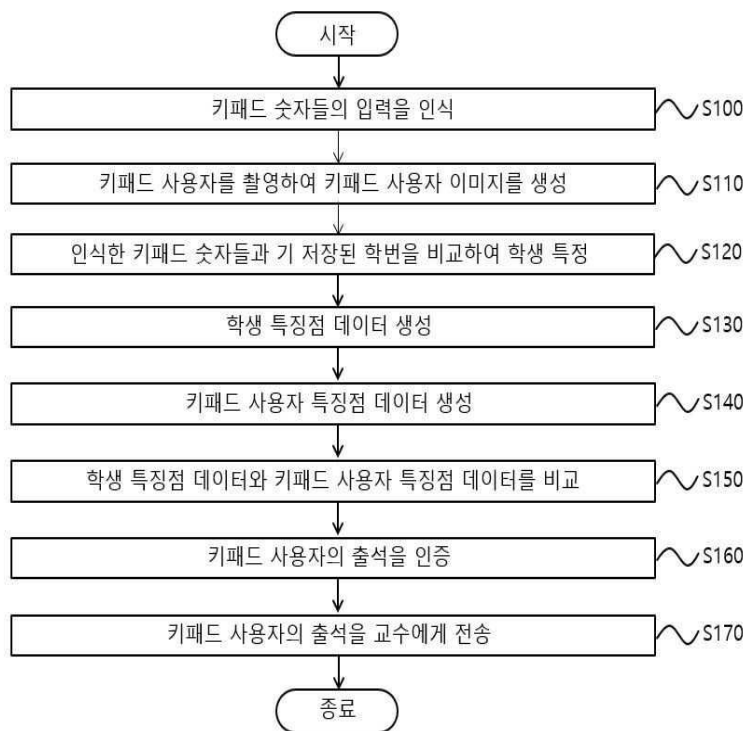 시작
키패드 숫자들의 입력을 인식 S100
키패드 사용자를 촬영하여 키패드 사용자 이미지를 생성 S110
인식한 키패드 숫자들과 기 저장된 학번을 비교하여 학생 특정 S120
학생 특징점 데이터 생성 S130
키패드 사용자 특징점 데이터 생성 S140
학생 특징점 데이터와 키패드 사용자 특징점 데이터를 비교 S150
키패드 사용자의 출석을 인증 S160
키패드 사용자의 출석을 교수에게 전송 S170
종료